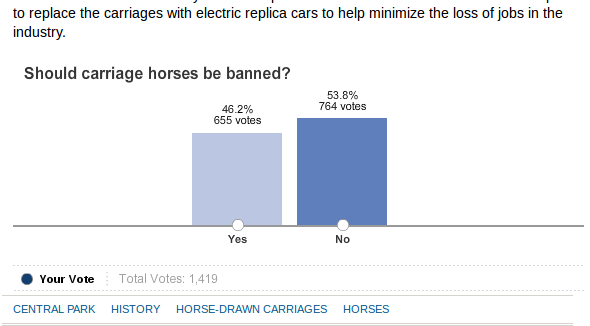 to replace the carriages with electric replica cars to help minimize the loss of jobs in the
industry.
Should carriage horses be banned?
53.8%
764 votes
46.2%
655 votes
Yes
No
Your Vote
Total Votes: 1,419
CENTRAL PARK HISTORY HORSE-DRAWN CARRIAGES HORSES